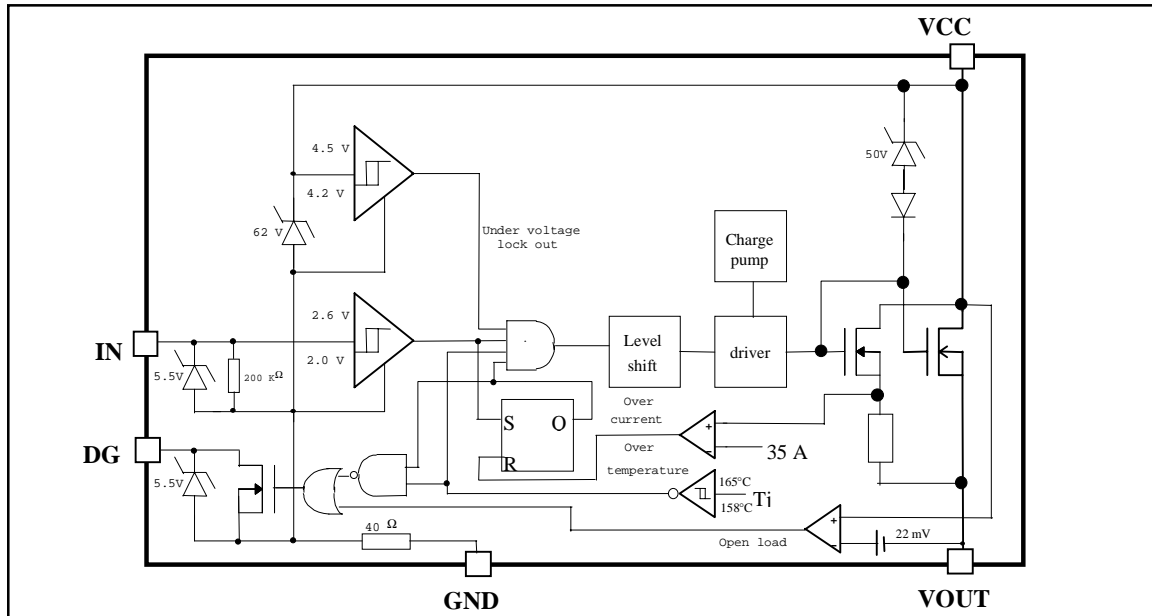 VCC
4.5 V
4.2 V
62 V
50V
Under voltage
lock out
Charge
pump
IN
2.6 V
2.0 V
5.5V
200 KΩ
Level
shift
driver
Over
current
S
Q
R
Over
temperature
35 A
165°C
158°C
Tj
DG
5.5V
40 Ω
Open load
22 mV
GND
VOUT
+
-
+
-